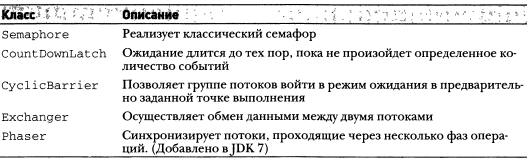 Класс Описание
Semaphore Реализует классический семафор
CountDownLatch Ожидание длится до тех пор, пока не произойдет определенное ко-
личество событий
CyclicBarrier Позволяет группе потоков войти в режим ожидания в предваритель-
но заданной точке выполнения
Exchanger Осуществляет обмен данными между двумя потоками
Phaser Синхронизирует потоки, проходящие через несколько фаз опера-
ций. (Добавлено в JDK 7)